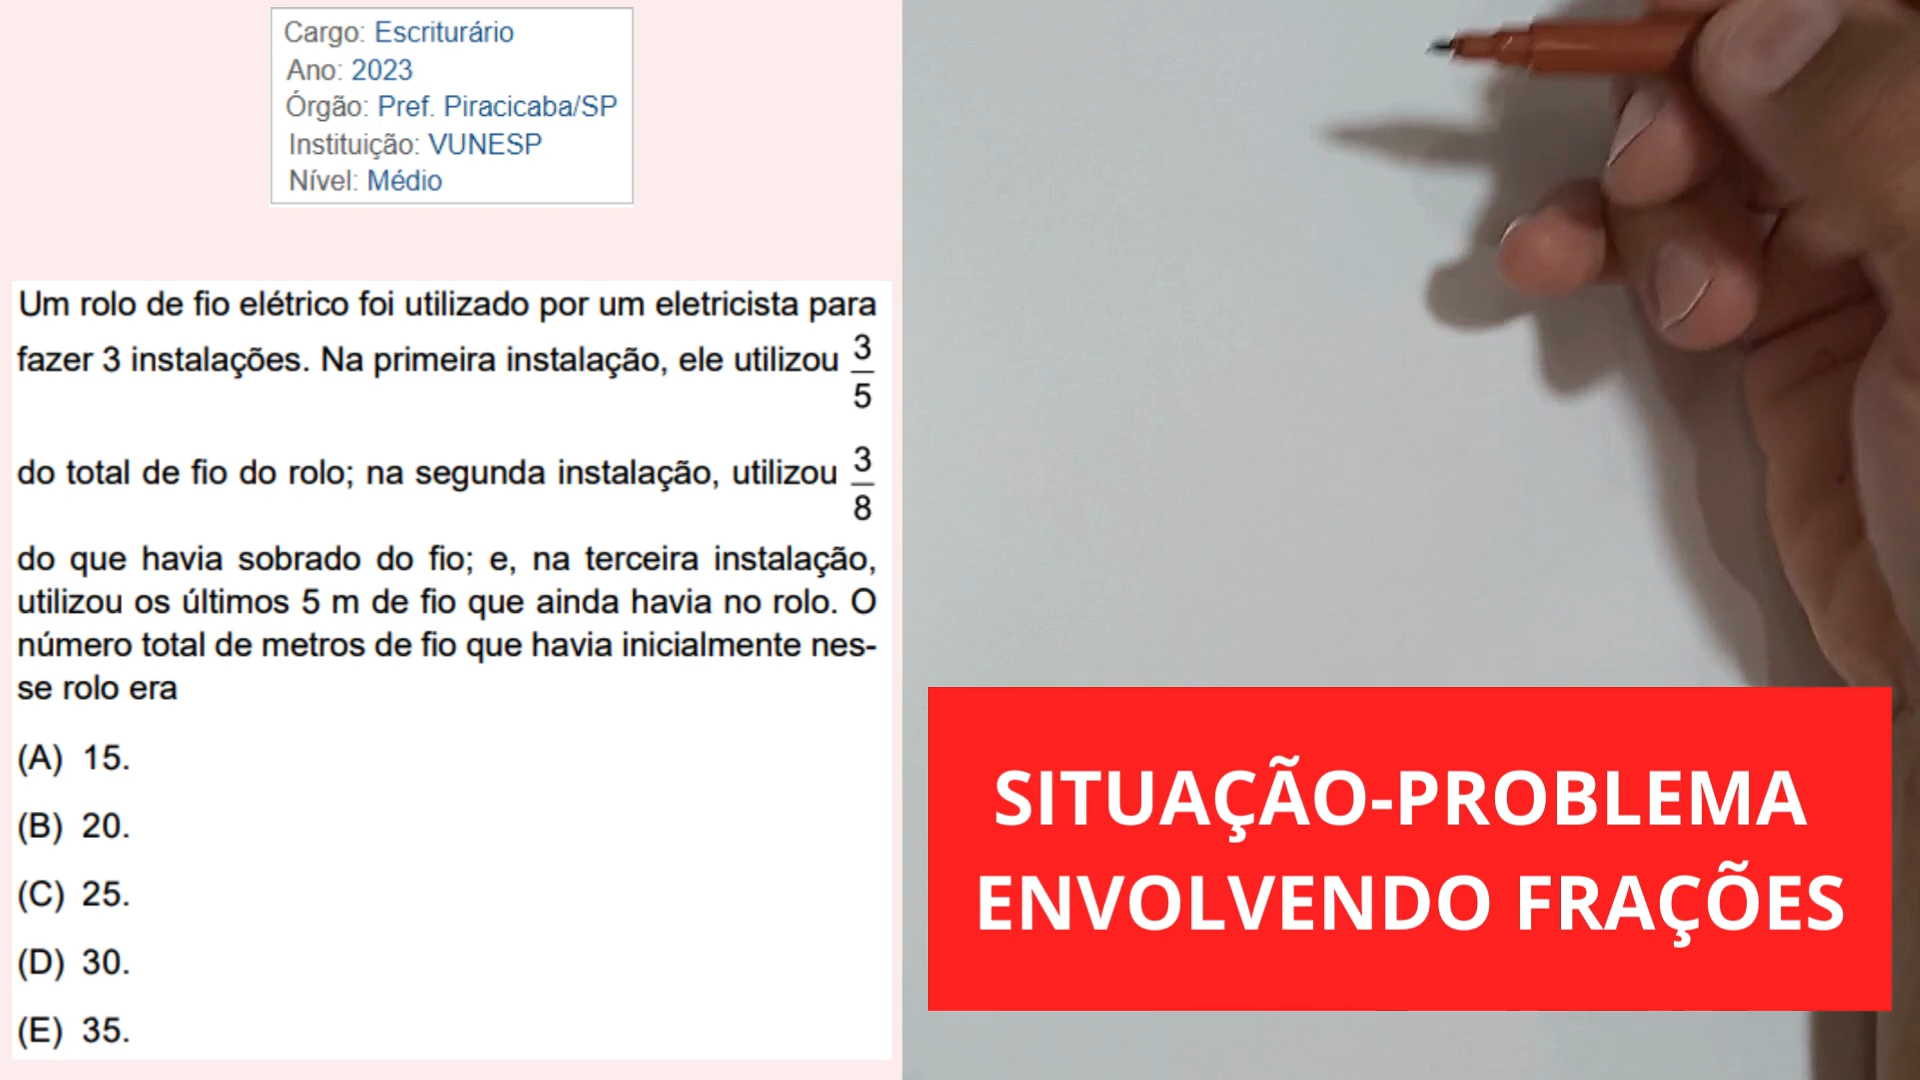 Cargo: Escriturário
Ano: 2023
Órgão: Pref. Piracicaba/SP
Instituição: VUNESP
Nível: Médio
Um rolo de fio elétrico foi utilizado por um eletricista para
fazer 3 instalações. Na primeira instalação, ele utilizou 3/5
do total de fio do rolo; na segunda instalação, utilizou 3/8
do que havia sobrado do fio; e, na terceira instalação,
utilizou os últimos 5 m de fio que ainda havia no rolo. O
número total de metros de fio que havia inicialmente nes-
se rolo era
(A) 15.
(B) 20.
(C) 25.
(D) 30.
(E) 35.
SITUAÇÃO-PROBLEMA
ENVOLVENDO FRAÇÕES